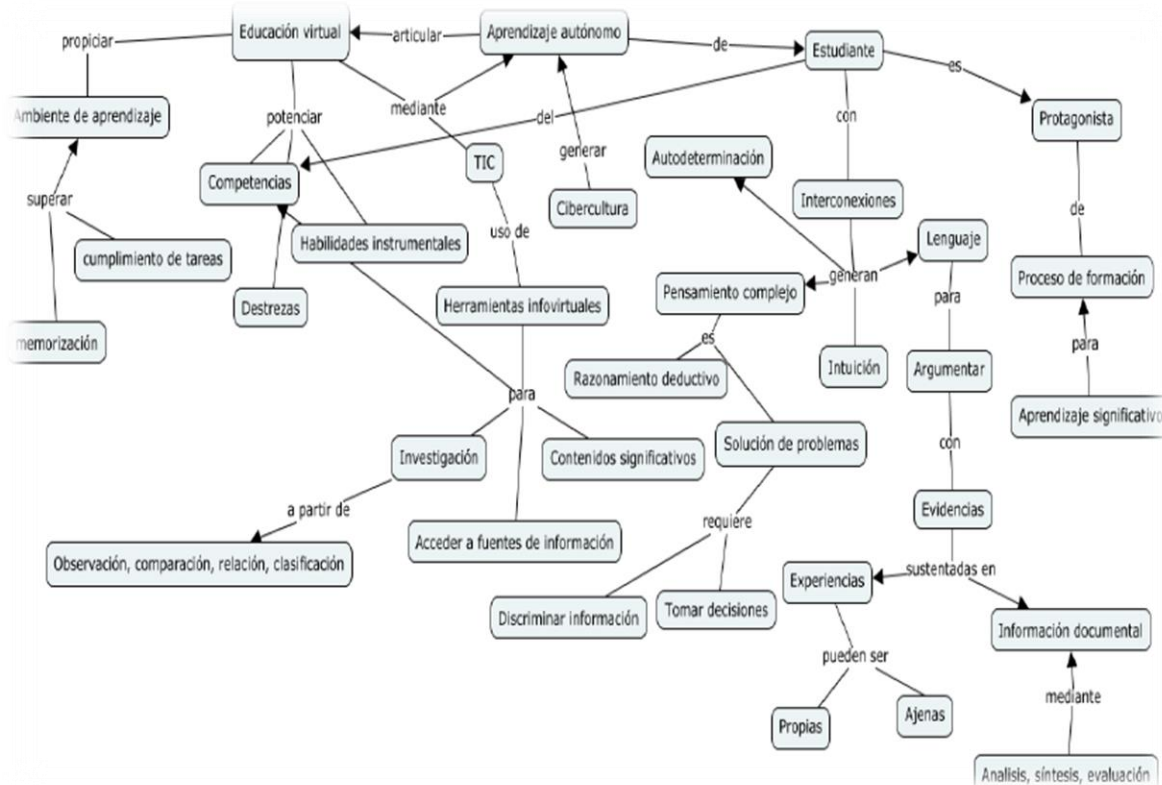 Educación virtual
articular
Aprendizaje autónomo
de
Estudiante
es
propiciar
Ambiente de aprendizaje
potenciar
mediante
del
con
Protagonista
TIC
generar
Autodeterminación
Competencias
superar
Cibercultura
Interconexiones
de
uso de
Habilidades instrumentales
Lenguaje
cumplimiento de tareas
generan
Proceso de formación
Destrezas
Herramientas infovirtuales
Pensamiento complejo
para
memorización
es
para
Razonamiento deductivo
Intuición
Argumentar
para
Aprendizaje significativo
Investigación
Contenidos significativos
Solución de problemas
con
a partir de
requiere
Evidencias
Observación, comparación, relación, clasificación
Acceder a fuentes de información
Experiencias
sustentadas en
Discriminar información
Tomar decisiones
Información documental
pueden ser
mediante
Propias
Ajenas
Analisis, síntesis, evaluación